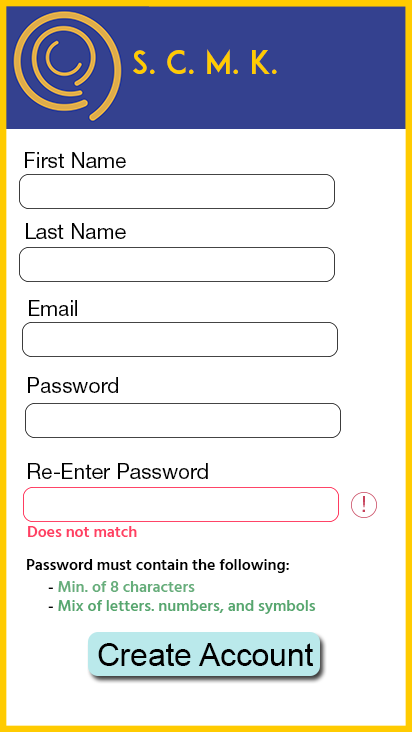 S. C. M. K.
First Name
Last Name
Email
Password
Re-Enter Password
!
Does not match
Password must contain the following:
- Min. of 8 characters
- Mix of letters. numbers, and symbols
Create Account